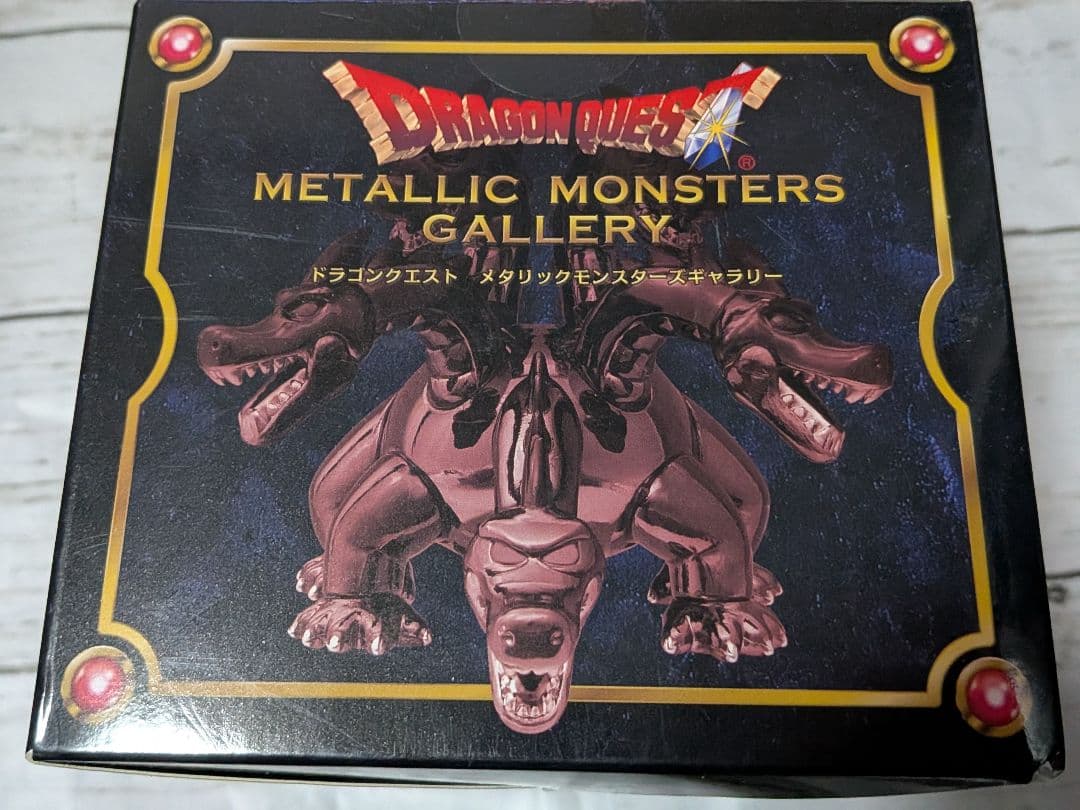 DRAGON QUEST
®
METALLIC MONSTERS
GALLERY
ドラゴンクエスト メタリックモンスターズギャラリー